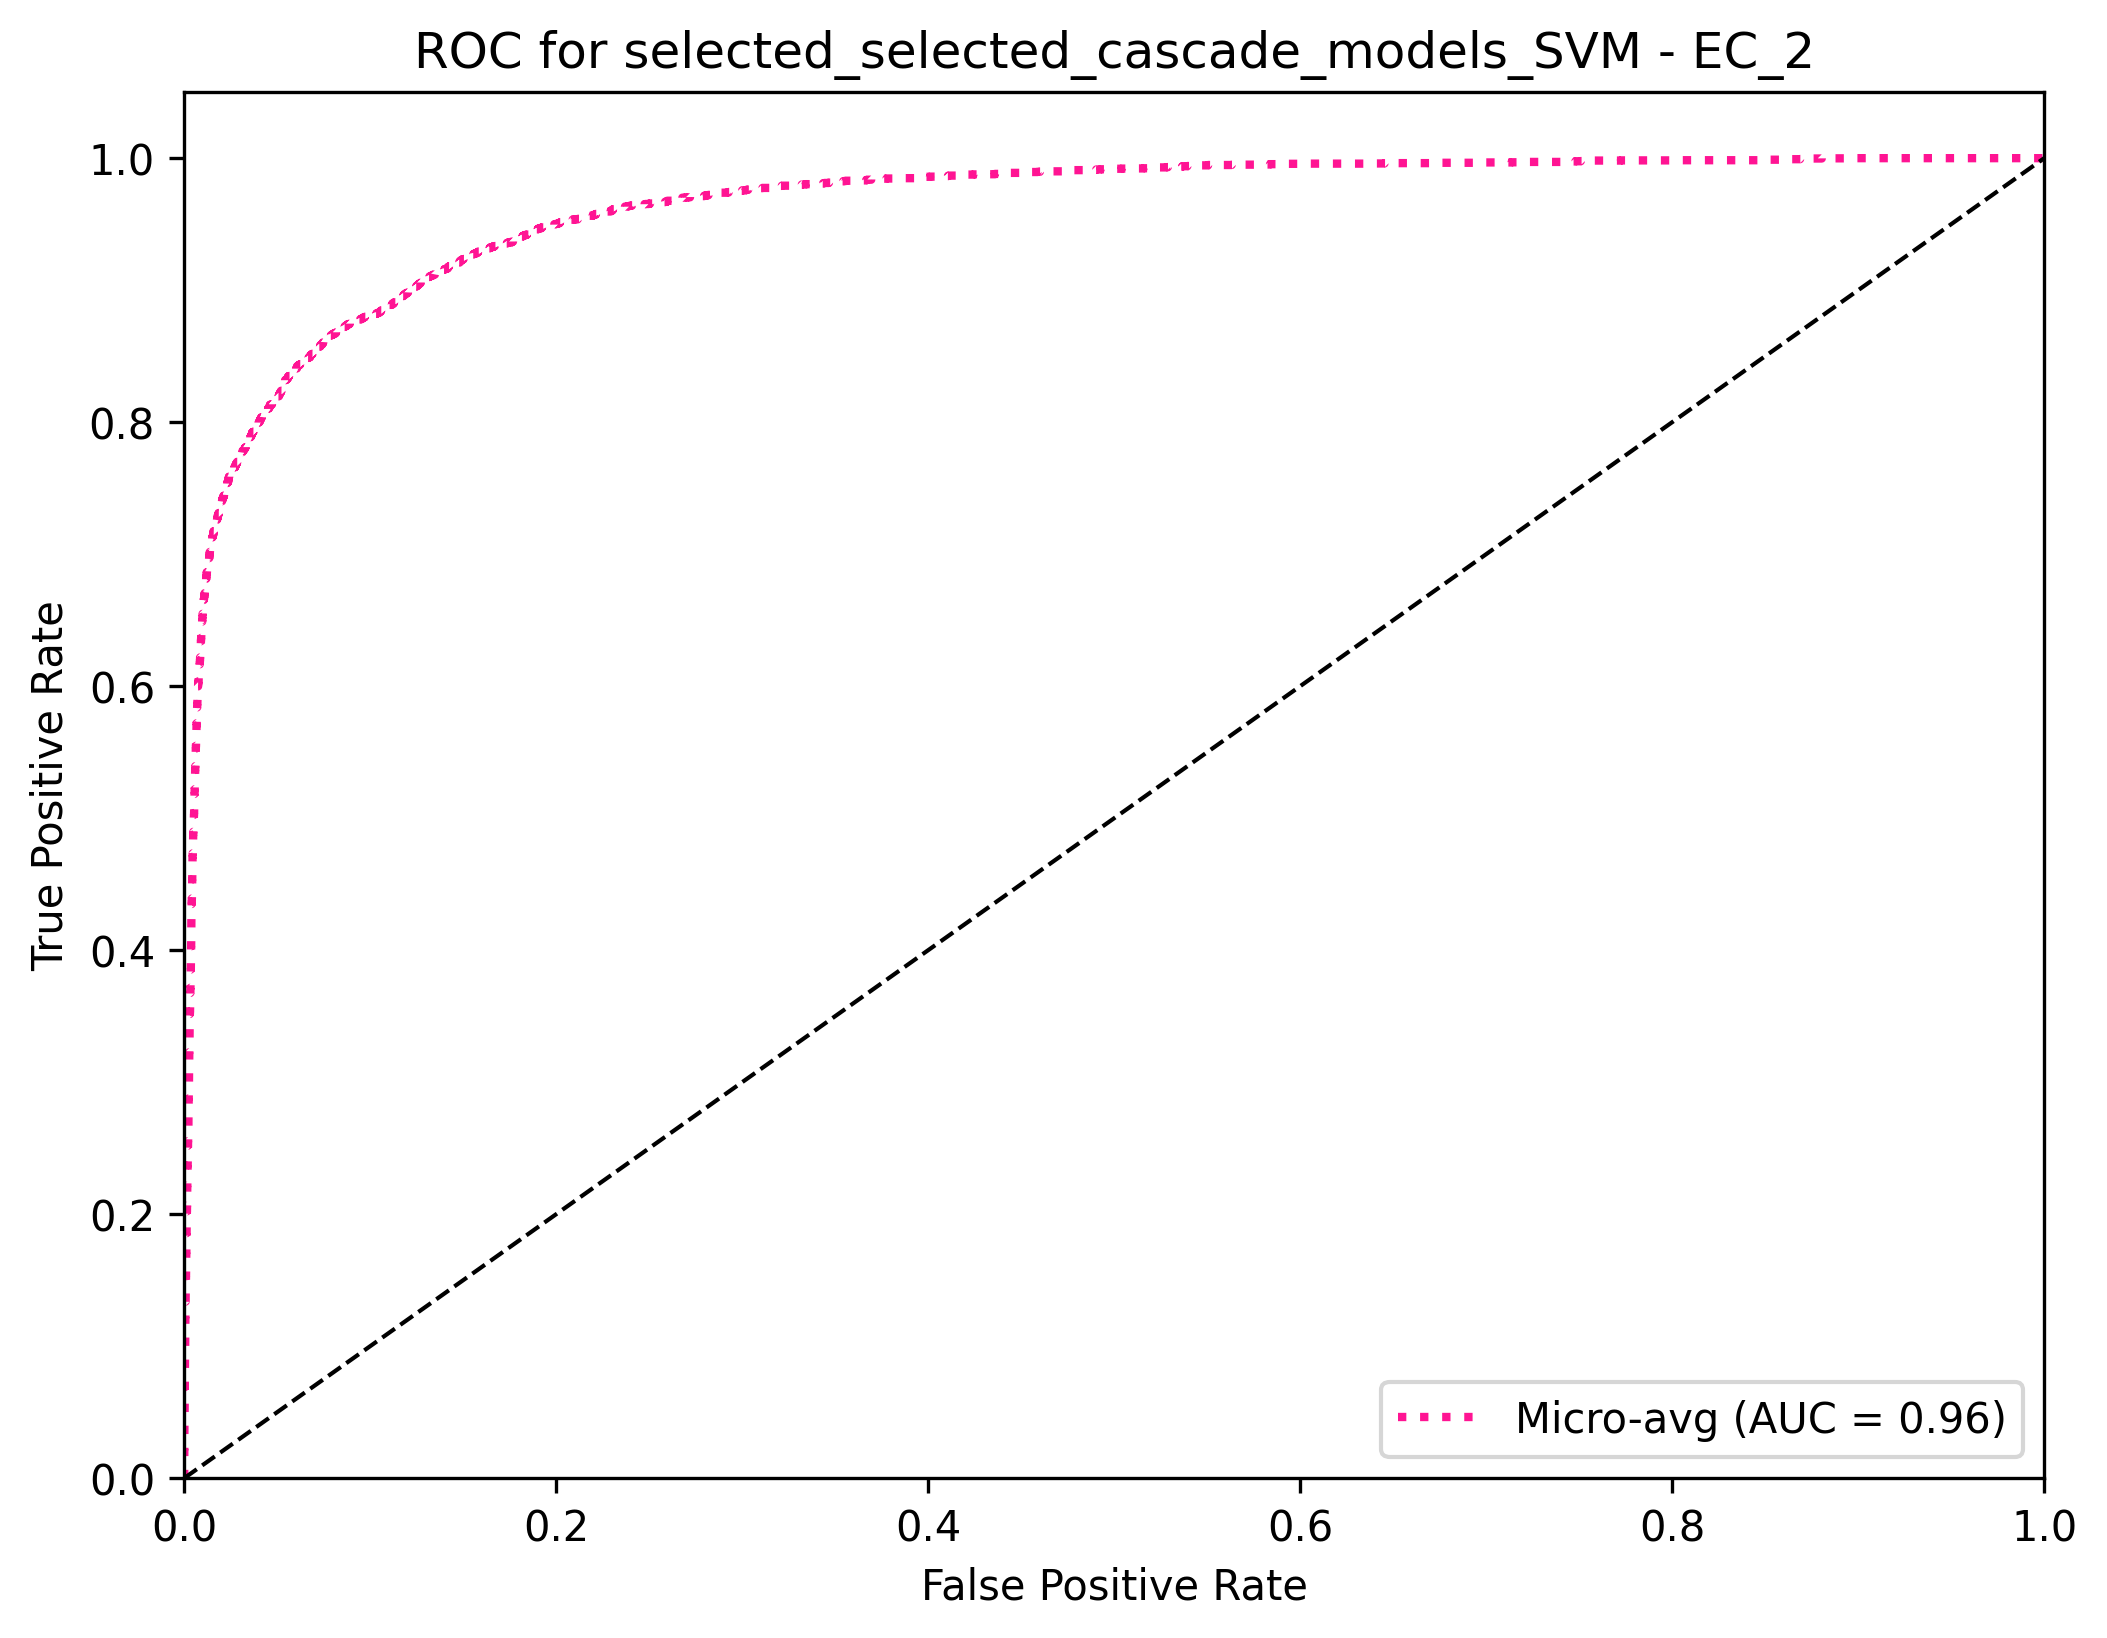 ROC for selected_selected_cascade_models_SVM - EC_2
True Positive Rate
1.0
0.8
0.6
0.4
0.2
0.0
0.0 0.2 0.4 0.6 0.8 1.0
False Positive Rate
Micro-avg (AUC = 0.96)